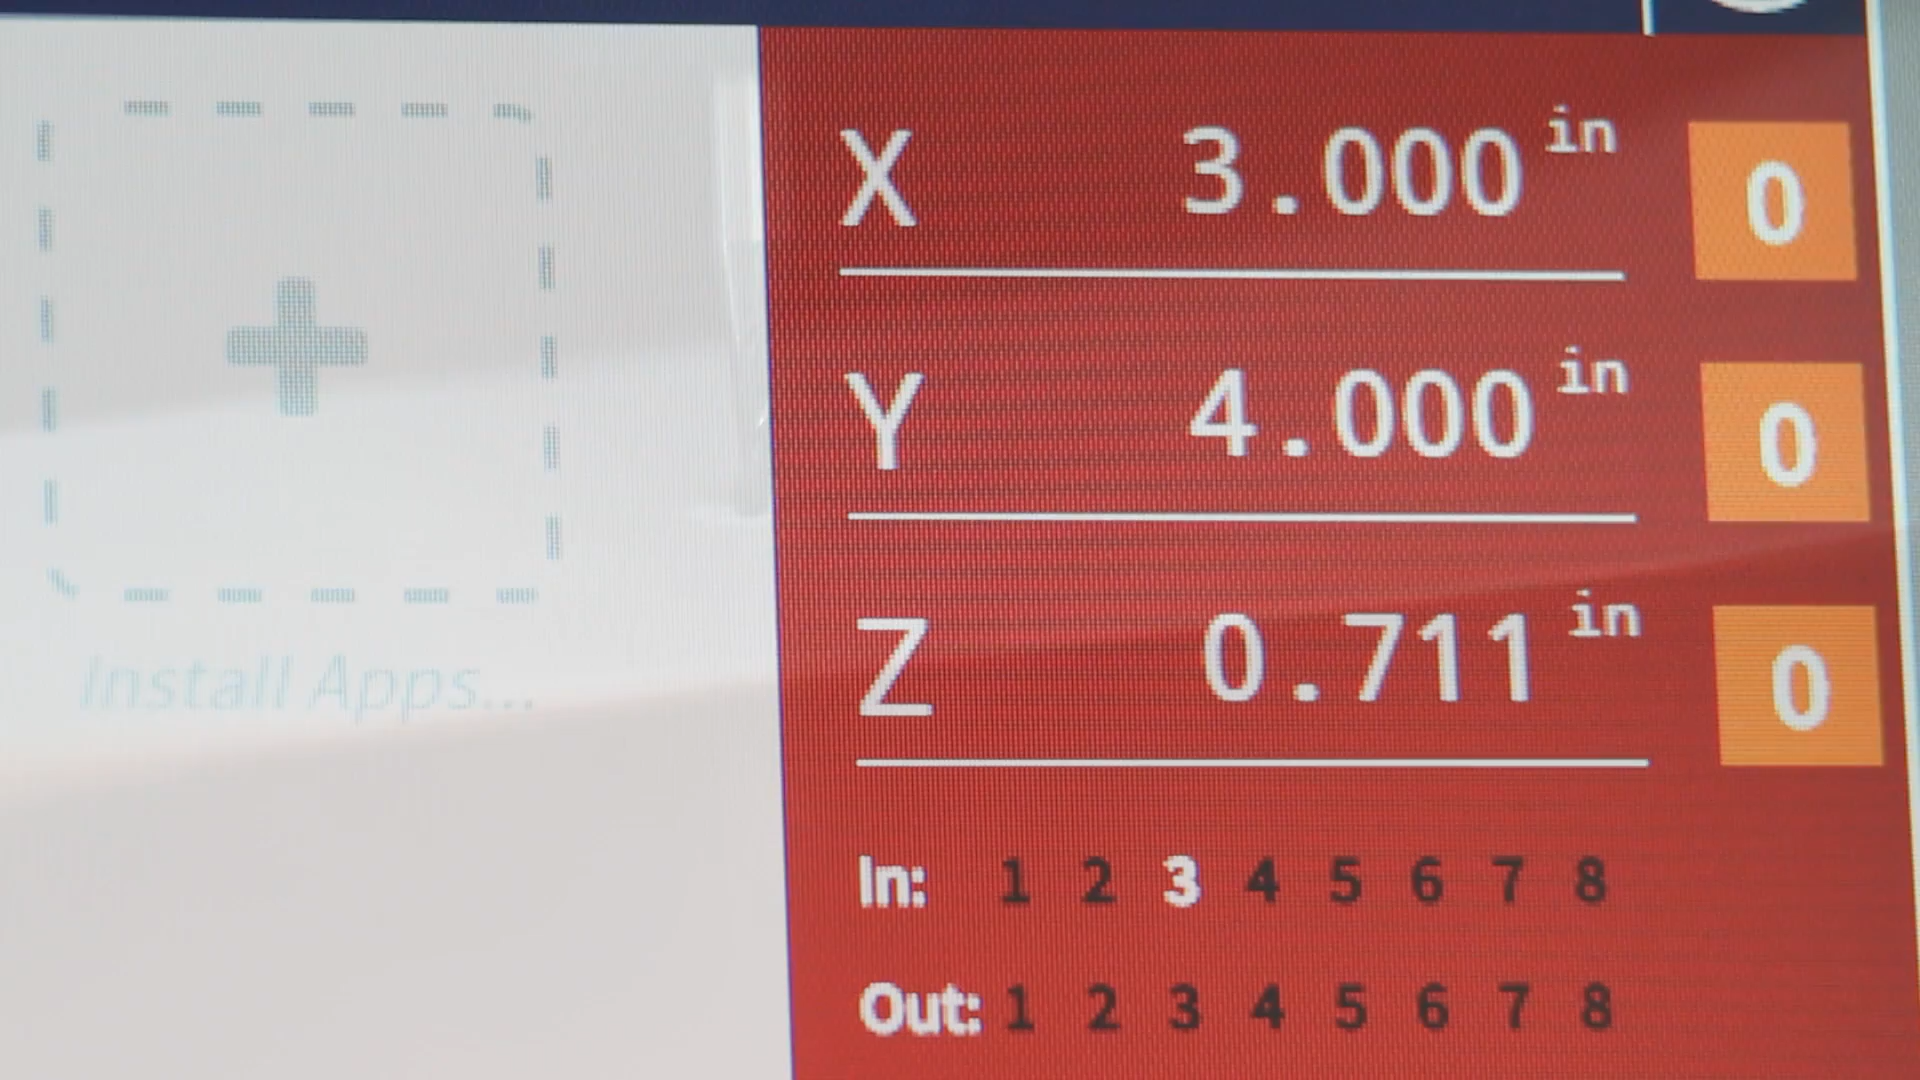 Install Apps...
X 3.000 in 0
Y 4.000 in 0
Z 0.711 in 0
In: 1 2 3 4 5 6 7 8
Out: 1 2 3 4 5 6 7 8